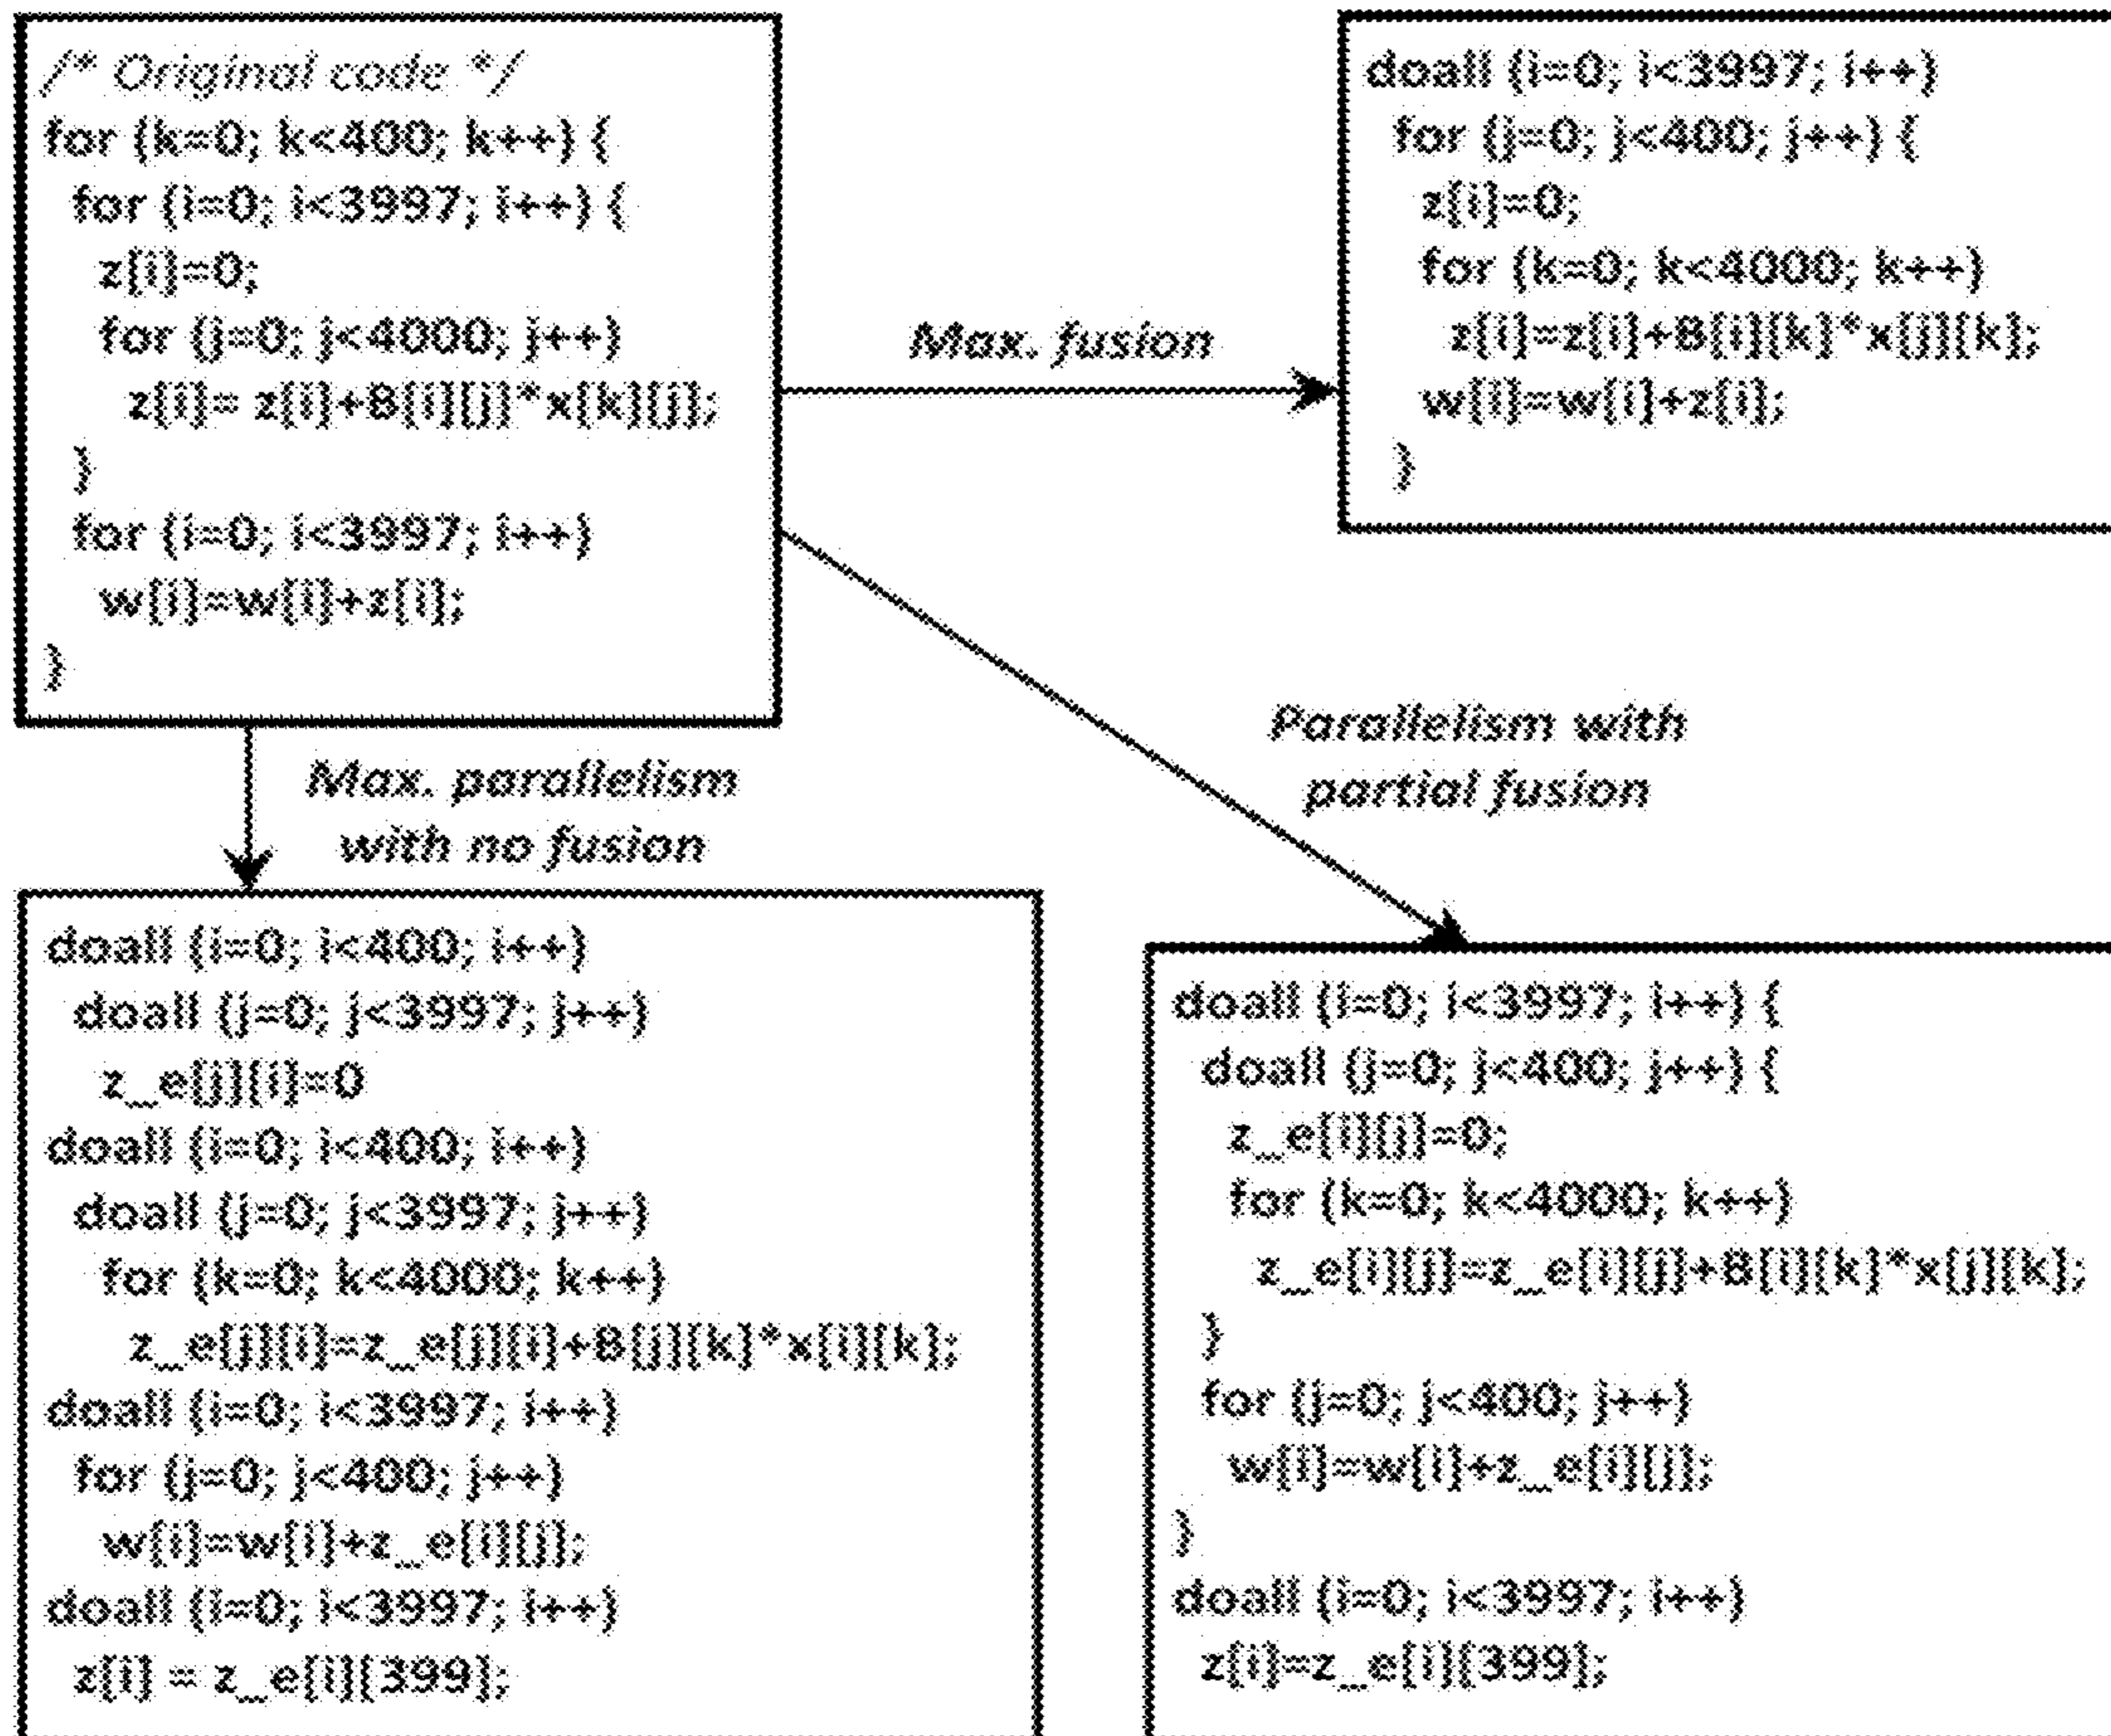 /* Original code */
for (k=0; k<400; k++) {
for (i=0; i<3997; i++) {
z[i]=0;
for (j=0; j<4000; j++)
z[i]= z[i]+B[i][j]*x[k][j];
}
for (i=0; i<3997; i++)
w[i]=w[i]+z[i];
}
Max. fusion
doall (i=0; i<3997; i++)
for (j=0; j<400; j++) {
z[i]=0;
for (k=0; k<4000; k++)
z[i]=z[i]+B[i][k]*x[j][k];
w[i]=w[i]+z[i];
}
Max. parallelism
with no fusion
Parallelism with
partial fusion
doall (i=0; i<400; i++)
doall (j=0; j<3997; j++)
z_e[j][i]=0
doall (i=0; i<400; i++)
doall (j=0; j<3997; j++)
for (k=0; k<4000; k++)
z_e[j][i]=z_e[j][i]+B[j][k]*x[i][k];
doall (i=0; i<3997; i++)
for (j=0; j<400; j++)
w[i]=w[i]+z_e[i][j];
doall (i=0; i<3997; i++)
z[i] = z_e[i][399];
doall (i=0; i<3997; i++) {
doall (j=0; j<400; j++) {
z_e[i][j]=0;
for (k=0; k<4000; k++)
z_e[i][j]=z_e[i][j]+B[i][k]*x[j][k];
}
for (j=0; j<400; j++)
w[i]=w[i]+z_e[i][j];
}
doall (i=0; i<3997; i++)
z[i]=z_e[i][399];